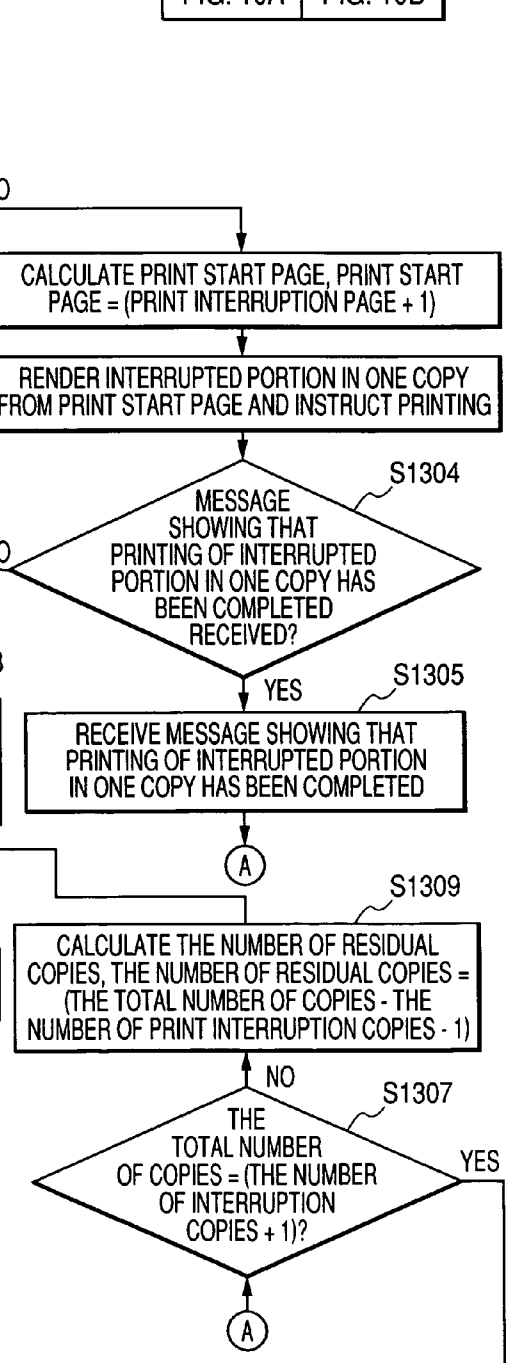 FIG. 16A FIG. 16B
CALCULATE PRINT START PAGE, PRINT START
PAGE = (PRINT INTERRUPTION PAGE + 1)
RENDER INTERRUPTED PORTION IN ONE COPY
FROM PRINT START PAGE AND INSTRUCT PRINTING
S1304
MESSAGE
SHOWING THAT
PRINTING OF INTERRUPTED
PORTION IN ONE COPY HAS
BEEN COMPLETED
RECEIVED?
YES
S1305
RECEIVE MESSAGE SHOWING THAT
PRINTING OF INTERRUPTED PORTION
IN ONE COPY HAS BEEN COMPLETED
A
S1309
CALCULATE THE NUMBER OF RESIDUAL
COPIES, THE NUMBER OF RESIDUAL COPIES =
(THE TOTAL NUMBER OF COPIES - THE
NUMBER OF PRINT INTERRUPTION COPIES - 1)
NO
S1307
THE
TOTAL NUMBER
OF COPIES = (THE NUMBER
OF INTERRUPTION
COPIES + 1)?
YES
A